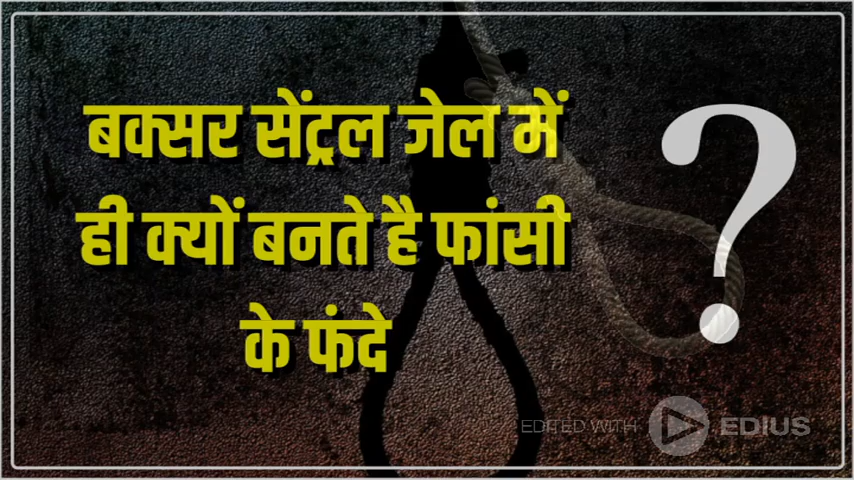 बक्सर सेंट्रल जेल में
ही क्यों बनते है फांसी
के फंदे
?
EDITED WITH EDIUS